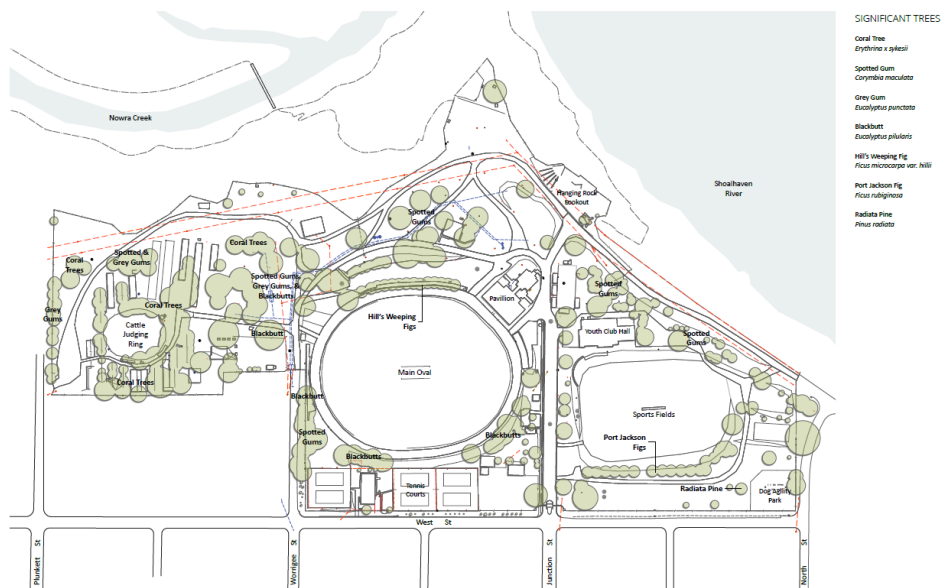 SIGNIFICANT TREES
Coral Tree
Erythrina x sykesii
Spotted Gum
Corymbia maculata
Grey Gum
Eucalyptus punctata
Blackbutt
Eucalyptus pilularis
Hill's Weeping Fig
Ficus microcarpa var. hillii
Port Jackson Fig
Ficus rubiginosa
Radiata Pine
Pinus radiata
Nowra Creek
Shoalhaven
River
Hanging Rock
Lookout
Spotted
Gums
Coral Trees
Spotted &
Grey Gums
Coral
Trees
Spotted Gums,
Grey Gums, &
Blackbutts
Spotted
Gums
Pavilion
Coral Trees
Grey
Gums
Hill's Weeping
Figs
Cattle
Judging
Ring
Blackbutt
Youth Club Hall
Spotted
Gums
Main Oval
Coral Trees
Blackbutt
Sports Fields
Spotted
Gums
Blackbutts
Port Jackson
Figs
Blackbutts
Tennis
Courts
Radiata Pine
Dog Agility
Park
West St
Plunkett St
Worrigee St
Junction St
North St